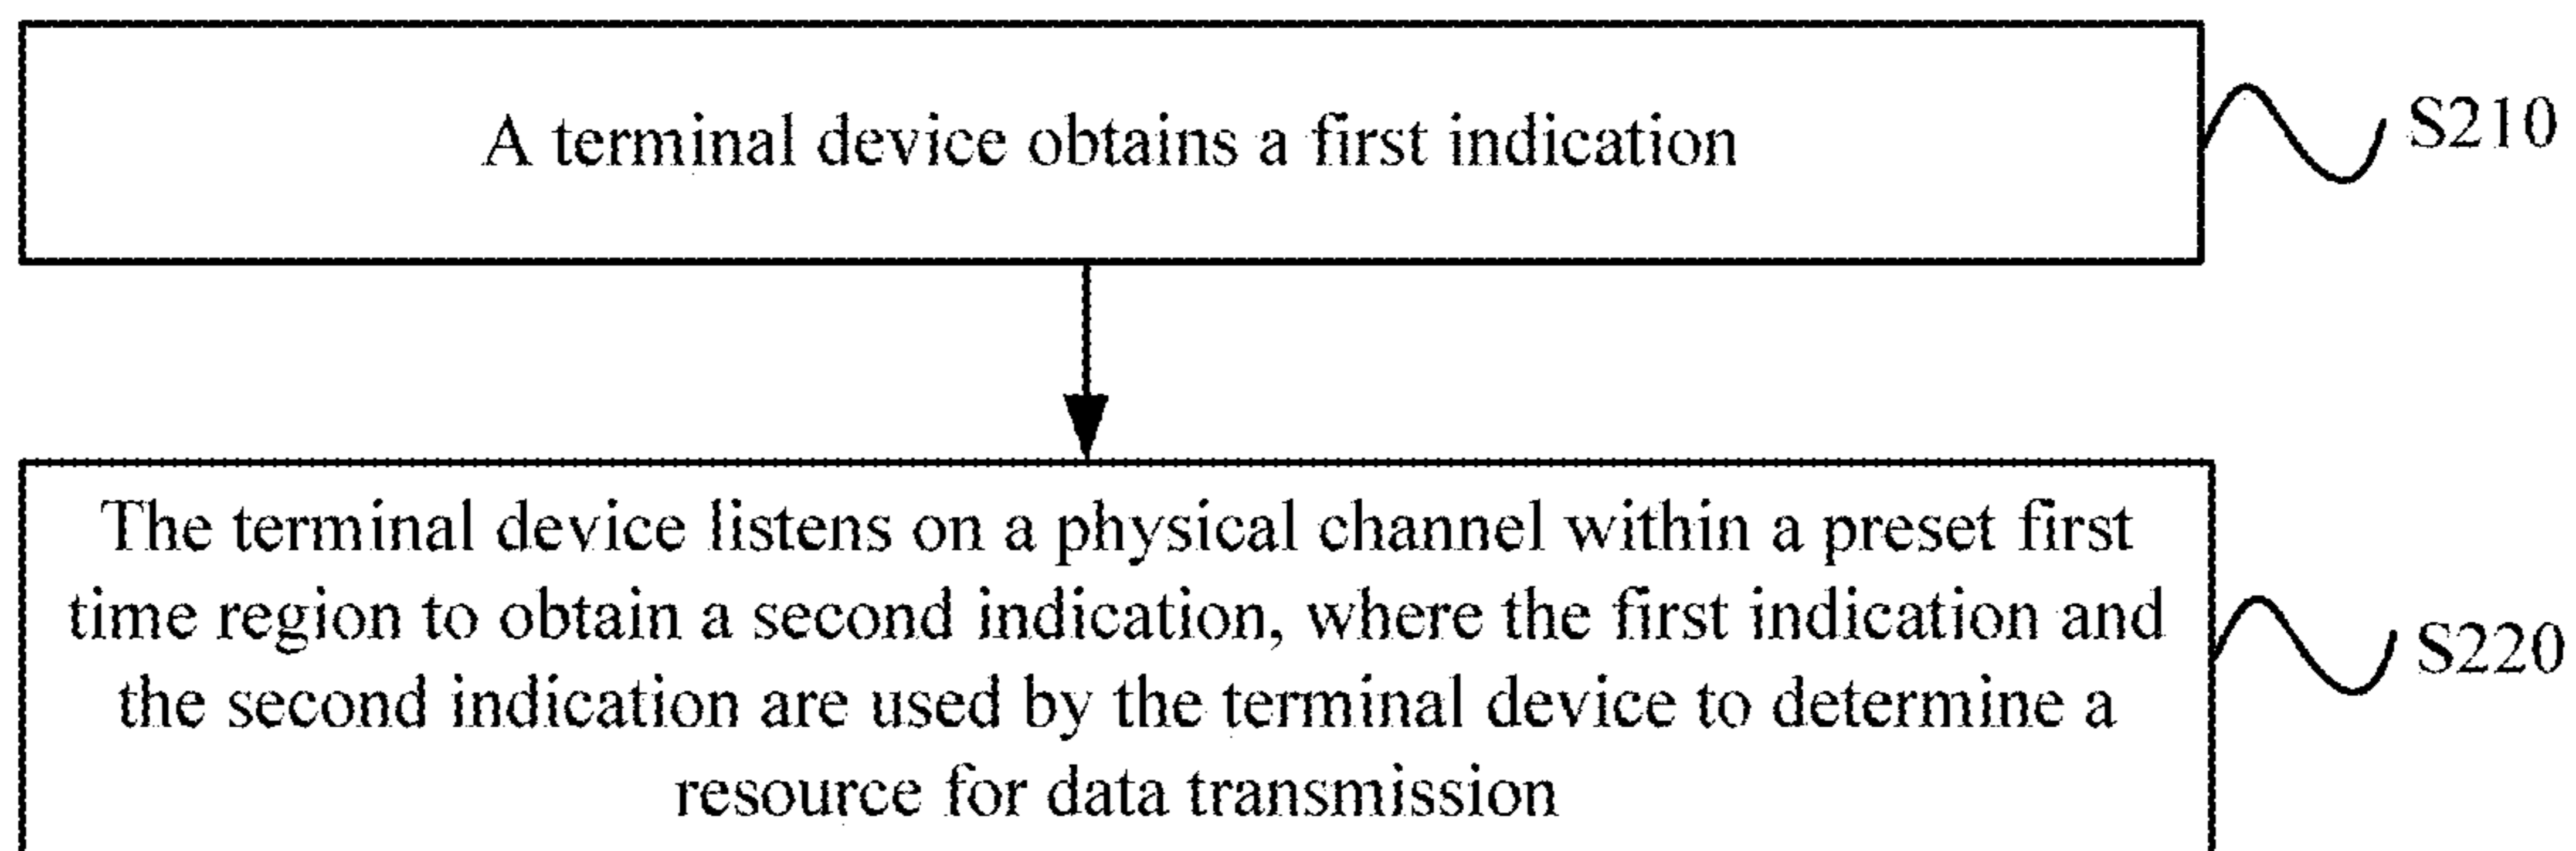 A terminal device obtains a first indication
S210
The terminal device listens on a physical channel within a preset first
time region to obtain a second indication, where the first indication and
the second indication are used by the terminal device to determine a
resource for data transmission
S220